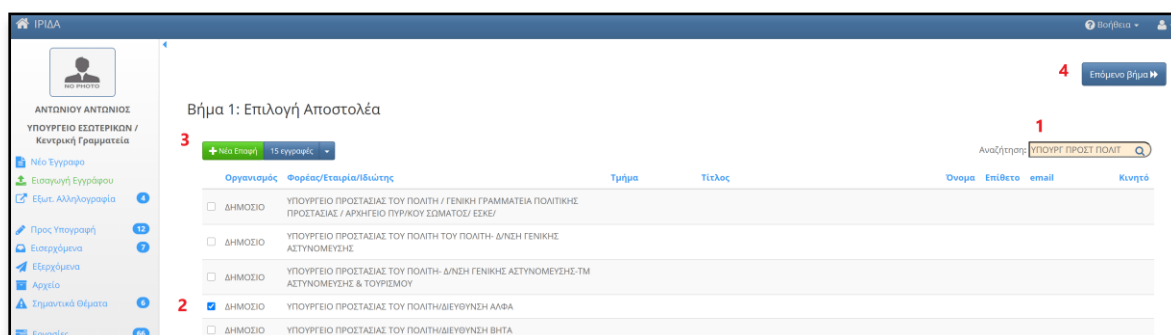 ΙΡΙΔΑ
Βοήθεια
NO PHOTO
4
Επόμενο βήμα
ΑΝΤΩΝΙΟΥ ΑΝΤΩΝΙΟΣ
ΥΠΟΥΡΓΕΙΟ ΕΣΩΤΕΡΙΚΩΝ /
Κεντρική Γραμματεία
Βήμα 1: Επιλογή Αποστολέα
1
3
Νέα Επαφή
15 εγγραφές
Αναζήτηση: ΥΠΟΥΡΓ ΠΡΟΣΤ ΠΟΛΙΤ
Νέο Έγγραφο
Εισαγωγή Εγγράφου
Εξωτ. Αλληλογραφία 4
Προς Υπογραφή 12
Εισερχόμενα 7
Εξερχόμενα
Αρχείο
Σημαντικά Θέματα 6
Εργασίες 66
Οργανισμός Φορέας/Εταιρία/Ιδιώτης Τμήμα Τίτλος Όνομα Επίθετο email Κινητό
ΔΗΜΟΣΙΟ ΥΠΟΥΡΓΕΙΟ ΠΡΟΣΤΑΣΙΑΣ ΤΟΥ ΠΟΛΙΤΗ / ΓΕΝΙΚΗ ΓΡΑΜΜΑΤΕΙΑ ΠΟΛΙΤΙΚΗΣ
ΠΡΟΣΤΑΣΙΑΣ / ΑΡΧΗΓΕΙΟ ΠΥΡ/ΚΟΥ ΣΩΜΑΤΟΣ/ ΕΣΚΕ/
ΔΗΜΟΣΙΟ ΥΠΟΥΡΓΕΙΟ ΠΡΟΣΤΑΣΙΑΣ ΤΟΥ ΠΟΛΙΤΗ ΤΟΥ ΠΟΛΙΤΗ- Δ/ΝΣΗ ΓΕΝΙΚΗΣ
ΑΣΤΥΝΟΜΕΥΣΗΣ
ΔΗΜΟΣΙΟ ΥΠΟΥΡΓΕΙΟ ΠΡΟΣΤΑΣΙΑΣ ΤΟΥ ΠΟΛΙΤΗ- Δ/ΝΣΗ ΓΕΝΙΚΗΣ ΑΣΤΥΝΟΜΕΥΣΗΣ-ΤΜ
ΑΣΤΥΝΟΜΕΥΣΗΣ & ΤΟΥΡΙΣΜΟΥ
2 ΔΗΜΟΣΙΟ ΥΠΟΥΡΓΕΙΟ ΠΡΟΣΤΑΣΙΑΣ ΤΟΥ ΠΟΛΙΤΗ/ΔΙΕΥΘΥΝΣΗ ΑΛΦΑ
ΔΗΜΟΣΙΟ ΥΠΟΥΡΓΕΙΟ ΠΡΟΣΤΑΣΙΑΣ ΤΟΥ ΠΟΛΙΤΗ/ΔΙΕΥΘΥΝΣΗ ΒΗΤΑ